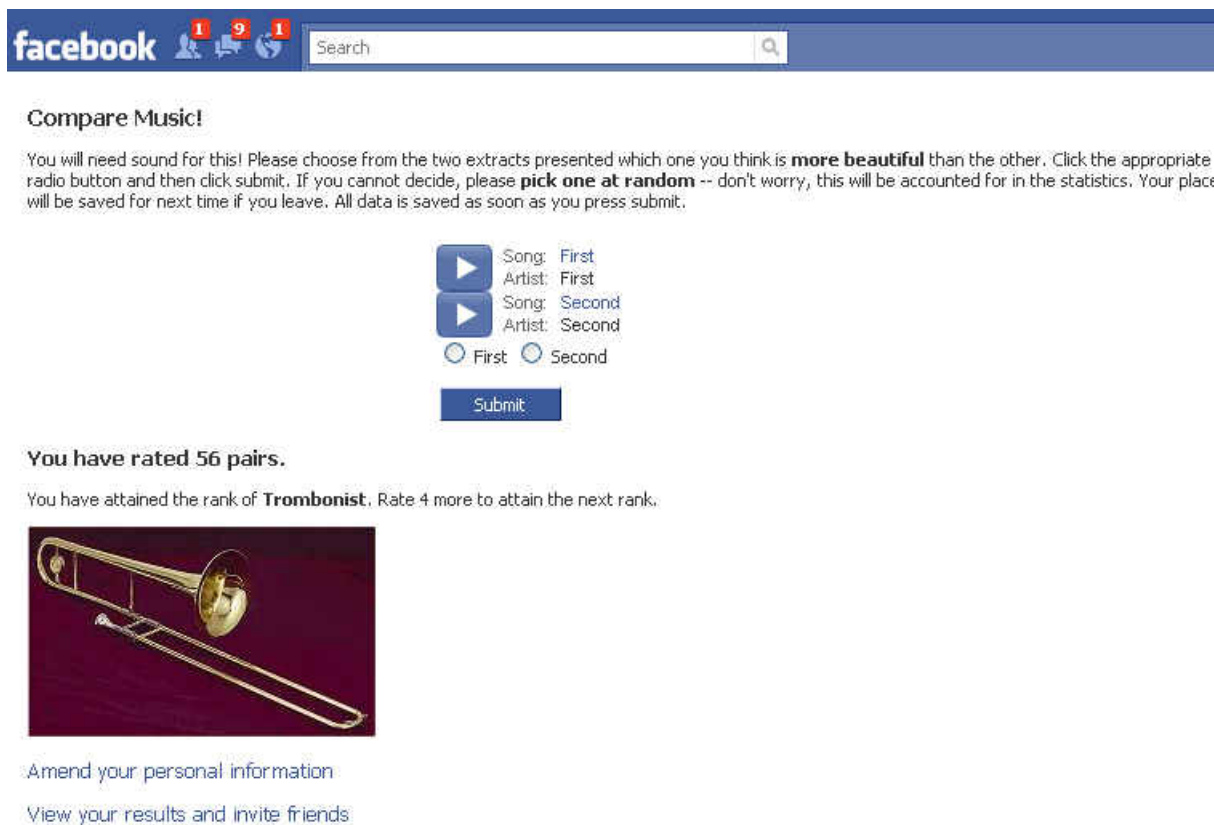 facebook
1
9
1
Search
Compare Music!
You will need sound for this! Please choose from the two extracts presented which one you think is more beautiful than the other. Click the appropriate
radio button and then click submit. If you cannot decide, please pick one at random -- don't worry, this will be accounted for in the statistics. Your place
will be saved for next time if you leave. All data is saved as soon as you press submit.
Song: First
Artist: First
Song: Second
Artist: Second
First Second
Submit
You have rated 56 pairs.
You have attained the rank of Trombonist. Rate 4 more to attain the next rank.
Amend your personal information
View your results and invite friends